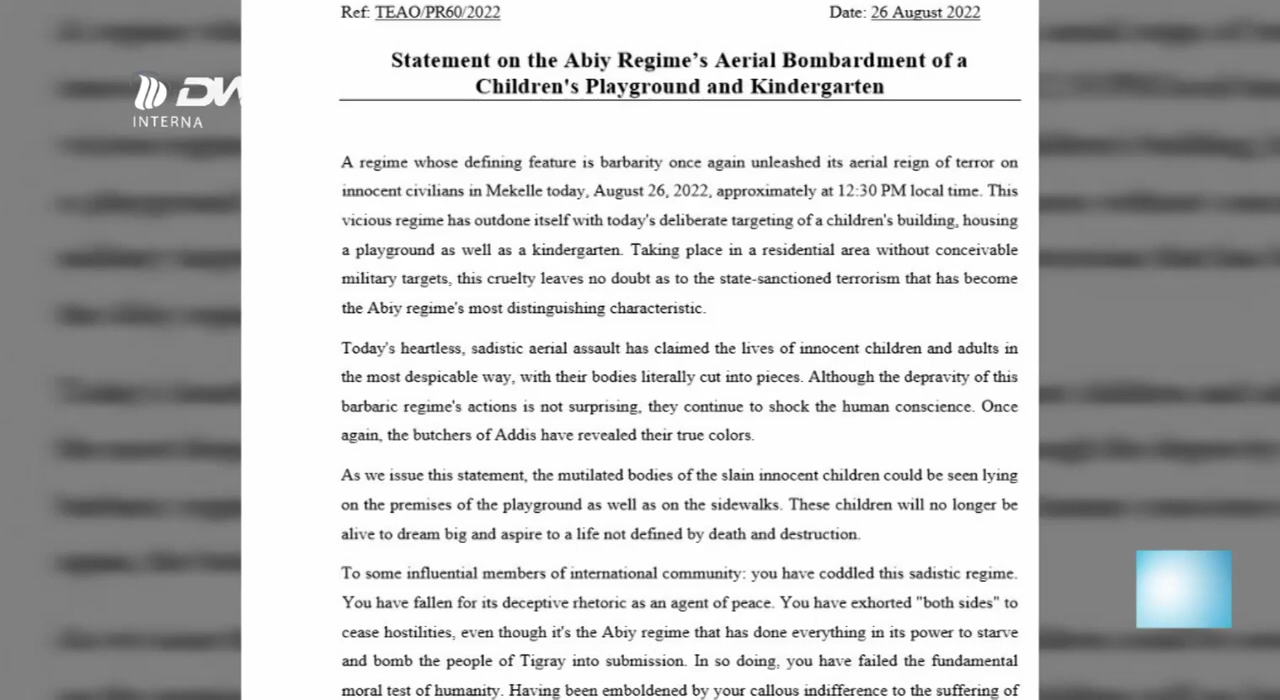 Ref: TEAO/PR60/2022 Date: 26 August 2022
Statement on the Abiy Regime's Aerial Bombardment of a
Children's Playground and Kindergarten
DW
INTERNA
A regime whose defining feature is barbarity once again unleashed its aerial reign of terror on
innocent civilians in Mekelle today, August 26, 2022, approximately at 12:30 PM local time. This
vicious regime has outdone itself with today's deliberate targeting of a children's building, housing
a playground as well as a kindergarten. Taking place in a residential area without conceivable
military targets, this cruelty leaves no doubt as to the state-sanctioned terrorism that has become
the Abiy regime's most distinguishing characteristic.
Today's heartless, sadistic aerial assault has claimed the lives of innocent children and adults in
the most despicable way, with their bodies literally cut into pieces. Although the depravity of this
barbaric regime's actions is not surprising, they continue to shock the human conscience. Once
again, the butchers of Addis have revealed their true colors.
As we issue this statement, the mutilated bodies of the slain innocent children could be seen lying
on the premises of the playground as well as on the sidewalks. These children will no longer be
alive to dream big and aspire to a life not defined by death and destruction.
To some influential members of international community: you have coddled this sadistic regime.
You have fallen for its deceptive rhetoric as an agent of peace. You have exhorted "both sides" to
cease hostilities, even though it's the Abiy regime that has done everything in its power to starve
and bomb the people of Tigray into submission. In so doing, you have failed the fundamental
moral test of humanity. Having been emboldened by your callous indifference to the suffering of